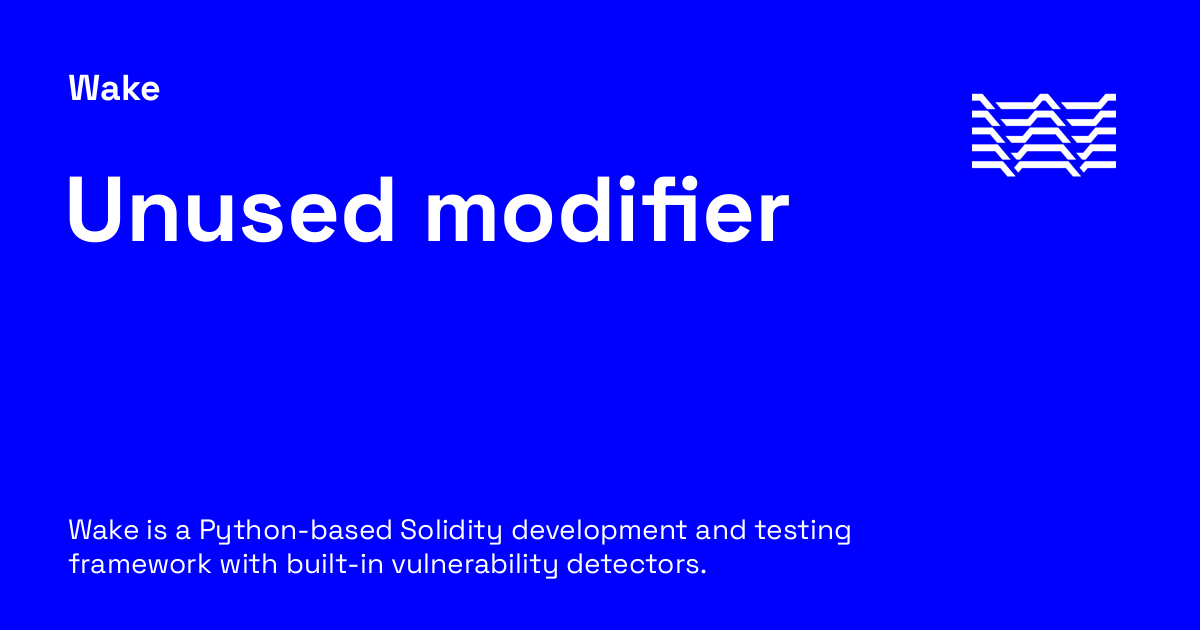 Wake
Unused modifier
Wake is a Python-based Solidity development and testing
framework with built-in vulnerability detectors.